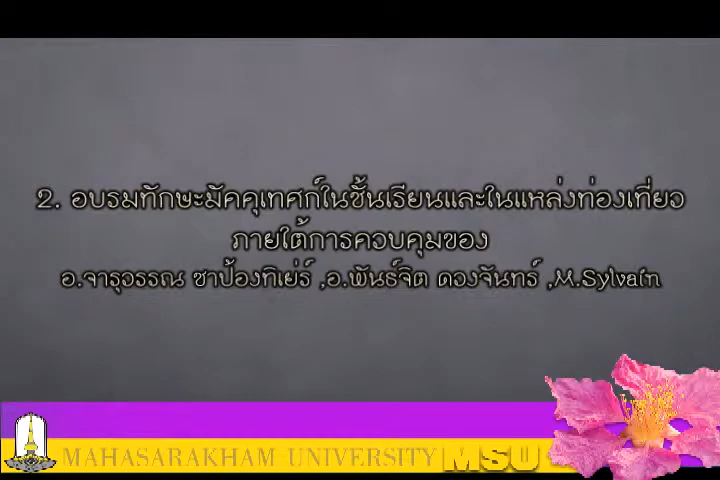 2. อบรมทักษะมัคคุเทศก์ในชั้นเรียนและในแหล่งท่องเที่ยว
ภายใต้การควบคุมของ
อ.จารุวรรณ ซาป้องทิเย่ร์ ,อ.พันธ์จิต ดวงจันทร์ ,M.Sylvain
MAHASARAKHAM UNIVERSITY MSU